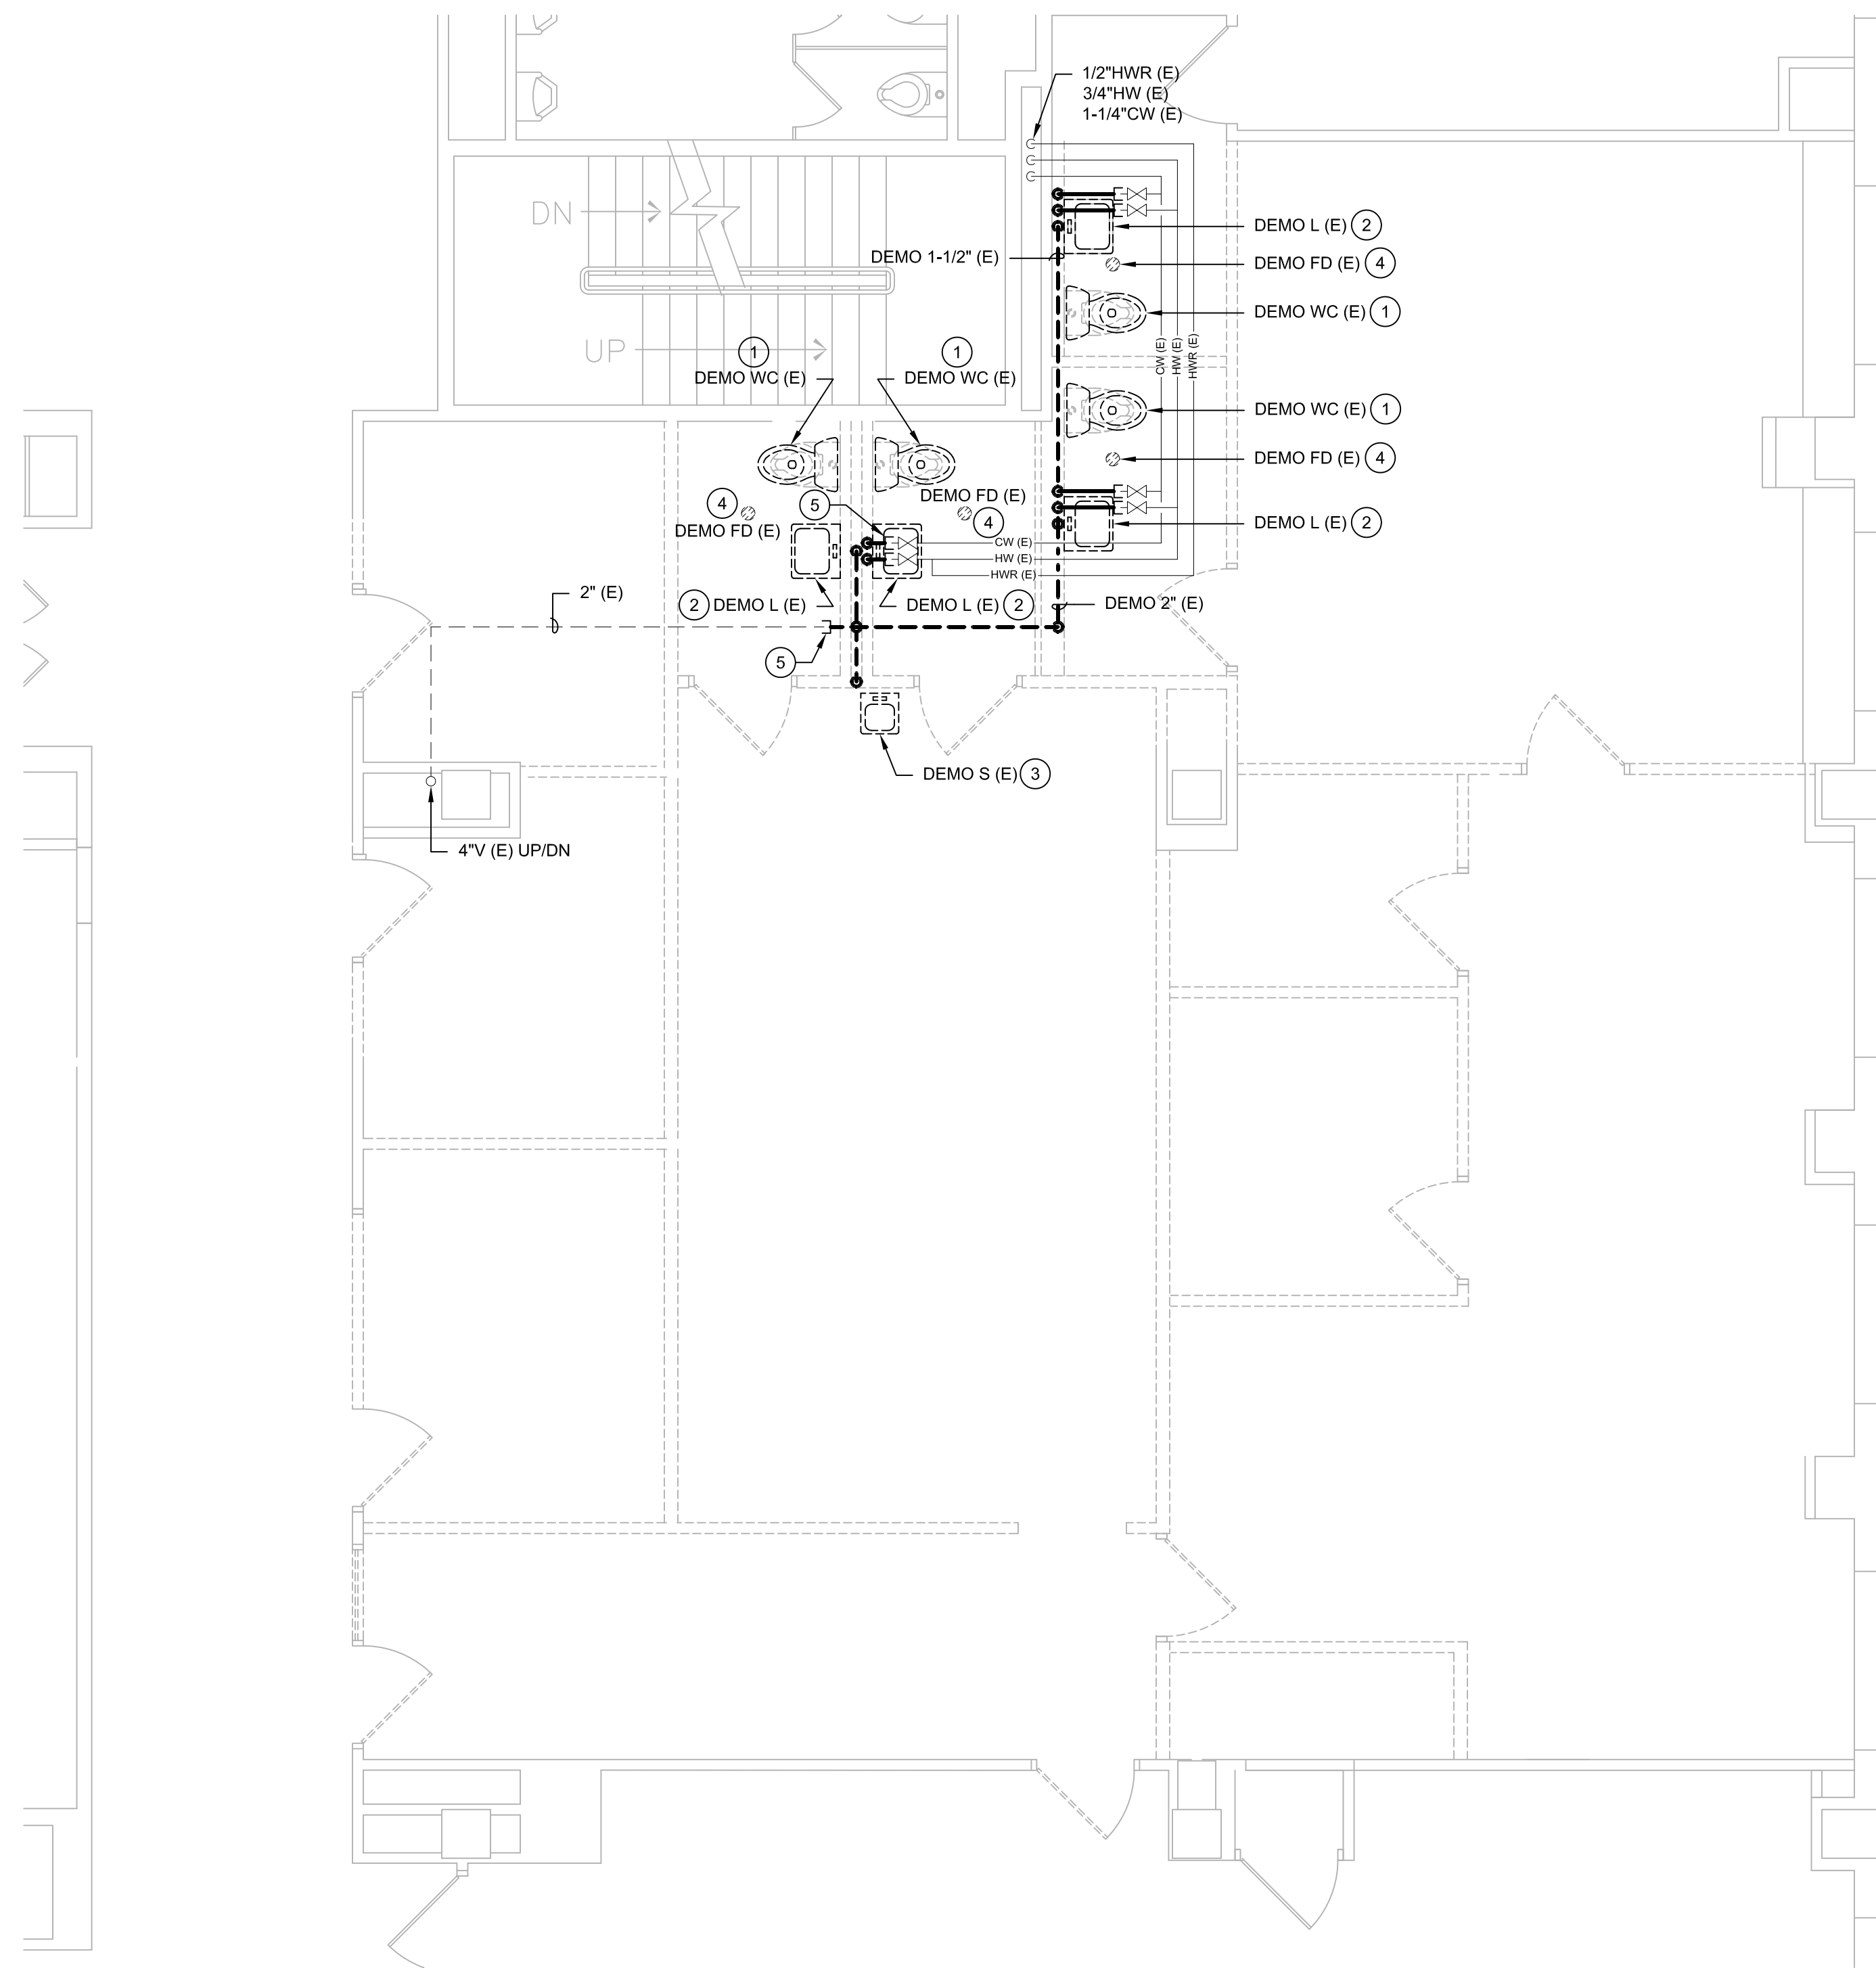 1/2"HWR (E)
3/4"HW (E)
1-1/4"CW (E)
DN
DEMO L (E) 2
DEMO 1-1/2" (E)
DEMO FD (E) 4
DEMO WC (E) 1
UP
1
DEMO WC (E)
1
DEMO WC (E)
CW (E)
HW (E)
HWR (E)
DEMO WC (E) 1
DEMO FD (E) 4
4
DEMO FD (E)
5
DEMO FD (E)
4
DEMO L (E) 2
CW (E)
HW (E)
HWR (E)
2" (E)
2 DEMO L (E)
DEMO L (E) 2
DEMO 2" (E)
5
DEMO S (E) 3
4"V (E) UP/DN